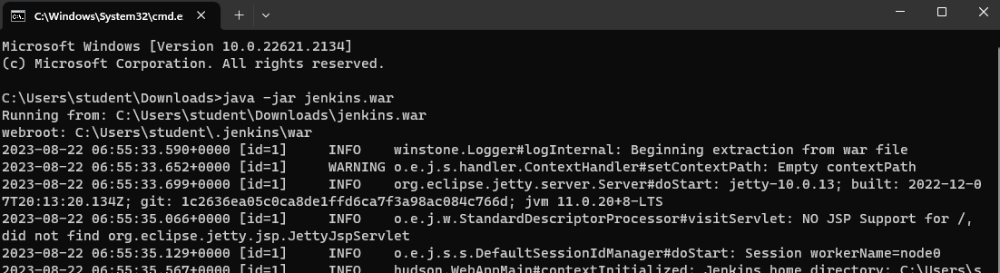 C:\Windows\System32\cmd.e
Microsoft Windows [Version 10.0.22621.2134]
(c) Microsoft Corporation. All rights reserved.
C:\Users\student\Downloads>java -jar jenkins.war
Running from: C:\Users\student\Downloads\jenkins.war
webroot: C:\Users\student\.jenkins\war
2023-08-22 06:55:33.590+0000 [id=1] INFO winstone.Logger#logInternal: Beginning extraction from war file
2023-08-22 06:55:33.652+0000 [id=1] WARNING o.e.j.s.handler.ContextHandler#setContextPath: Empty contextPath
2023-08-22 06:55:33.699+0000 [id=1] INFO org.eclipse.jetty.server.Server#doStart: jetty-10.0.13; built: 2022-12-0
7T20:13:20.134Z; git: 1c2636ea05c0ca8de1ffd6ca7f3a98ac084c766d; jvm 11.0.20+8-LTS
2023-08-22 06:55:35.066+0000 [id=1] INFO o.e.j.w.StandardDescriptorProcessor#visitServlet: NO JSP Support for /,
did not find org.eclipse.jetty.jsp.JettyJspServlet
2023-08-22 06:55:35.129+0000 [id=1] INFO o.e.j.s.s.DefaultSessionIdManager#doStart: Session workerName=node0
2023-08-22 06:55:35.567+0000 [id=1] INFO hudson.WebAppMain#contextInitialized: Jenkins home directory: C:\Users\s